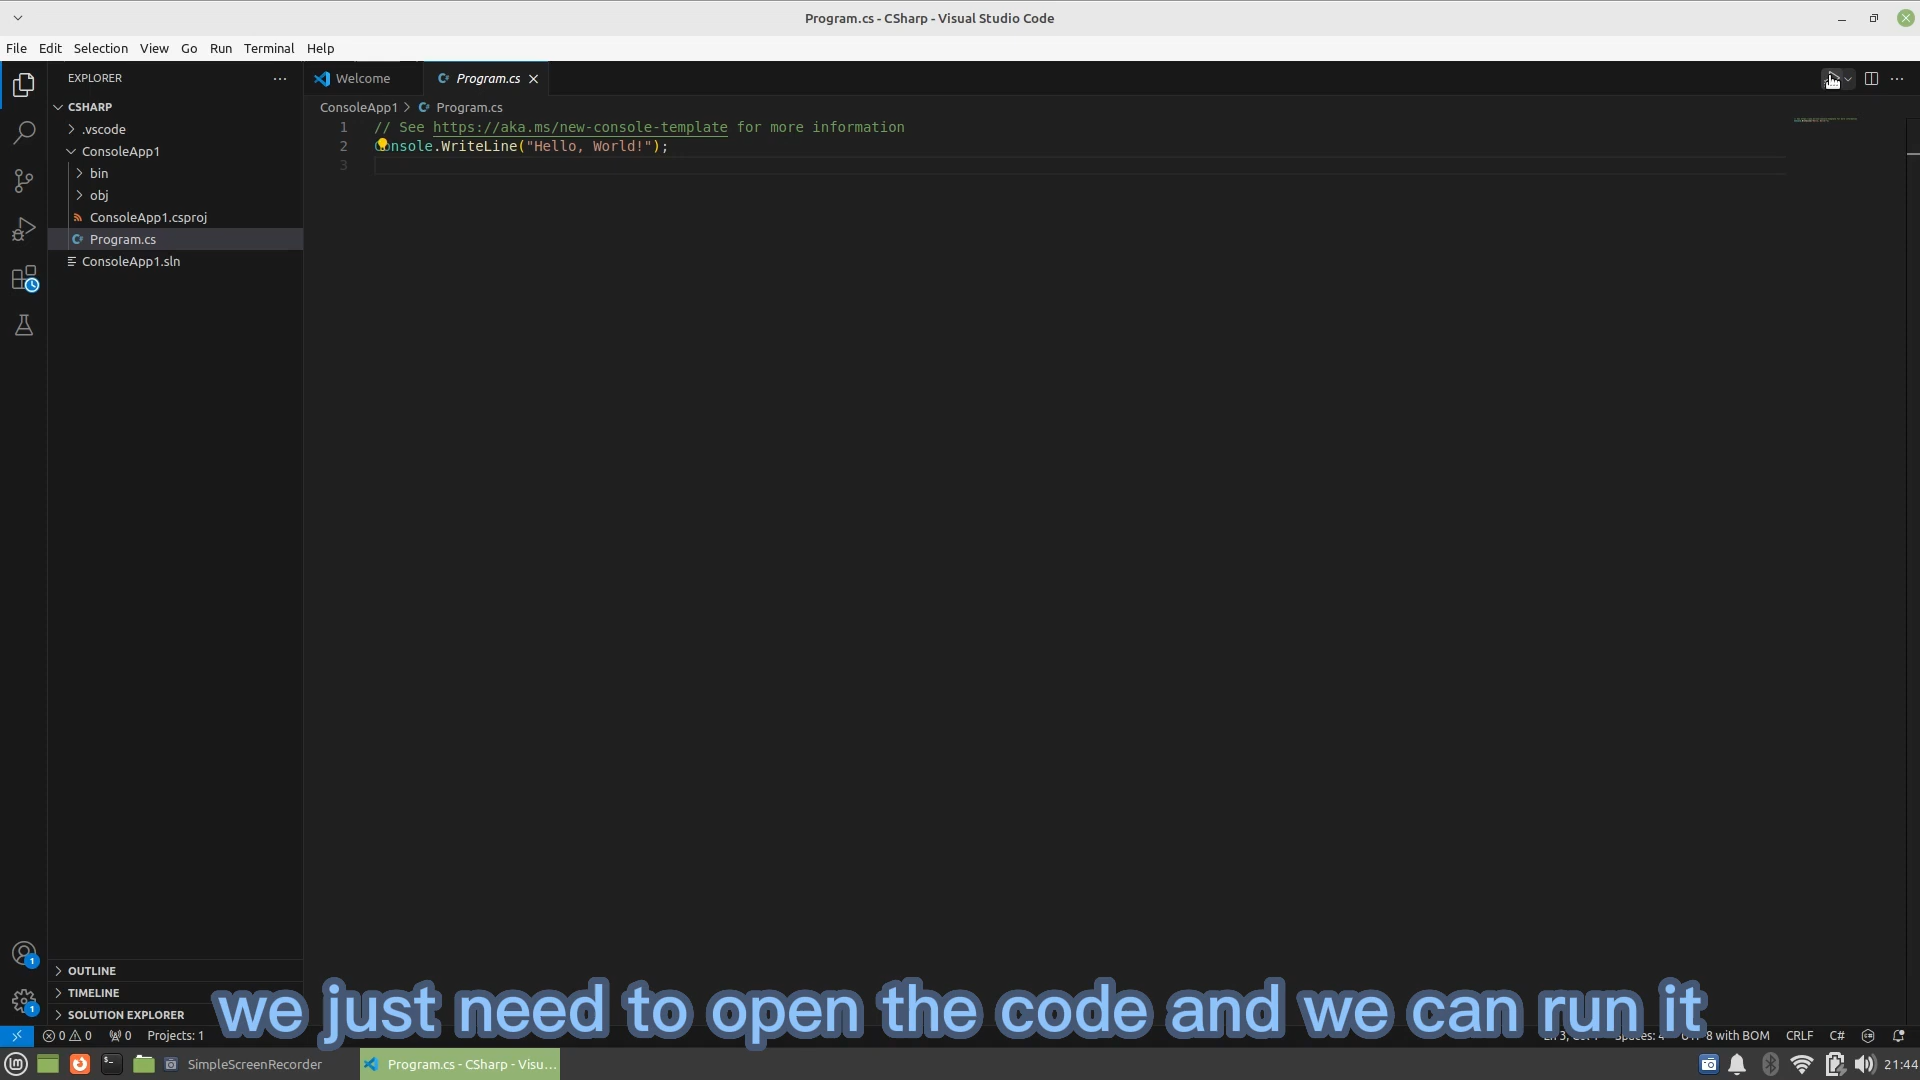 Program.cs - CSharp - Visual Studio Code
File Edit Selection View Go Run Terminal Help
EXPLORER
Welcome
Program.cs
CSHARP
ConsoleApp1 > Program.cs
.vscode
1 // See https://aka.ms/new-console-template for more information
2 Console.WriteLine("Hello, World!");
3
ConsoleApp1
bin
obj
ConsoleApp1.csproj
Program.cs
ConsoleApp1.sln
1
OUTLINE
TIMELINE
1
SOLUTION EXPLORER
we just need to open the code and we can run it
0 0 0 Projects: 1
with BOM CRLF C#
SimpleScreenRecorder
Program.cs - CSharp - Visu...
21:44